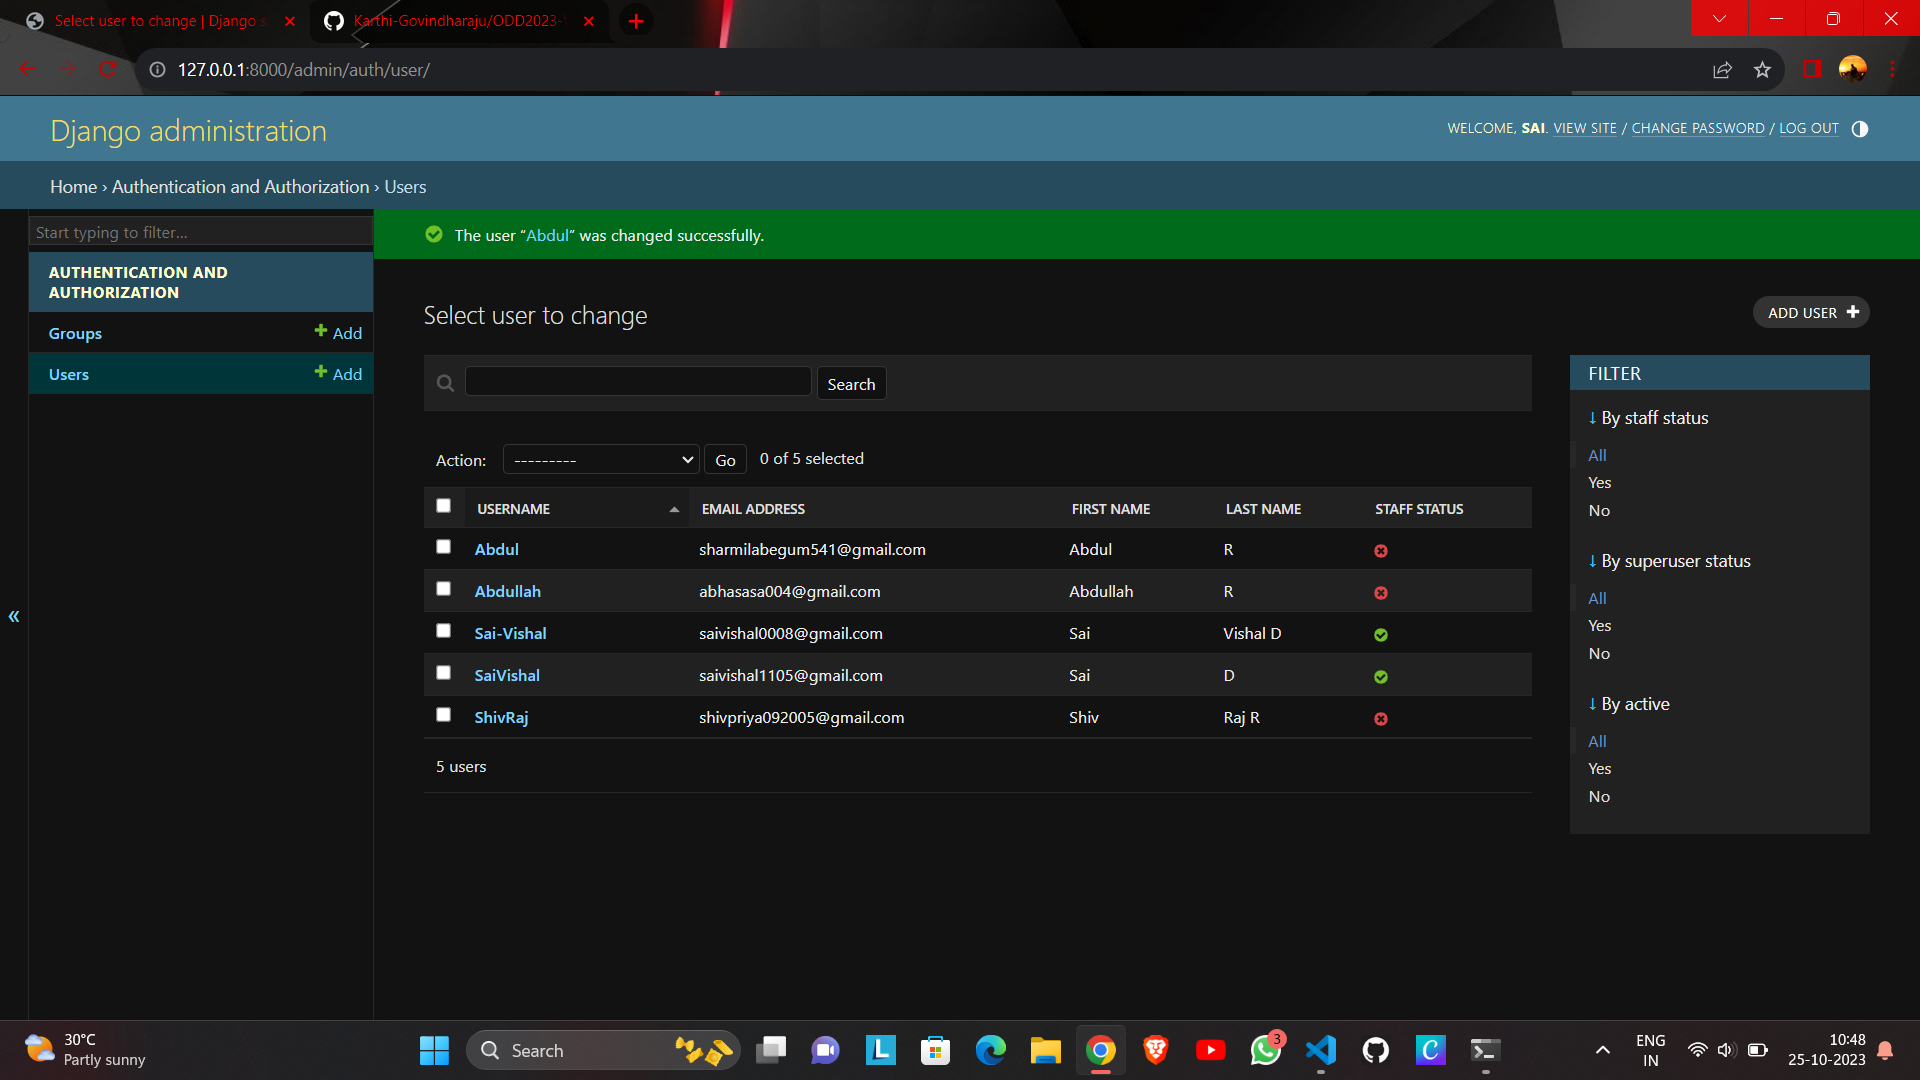 Select user to change | Django s
Karthi-Govindharaju/ODD2023-
127.0.0.1:8000/admin/auth/user/
Django administration
WELCOME, SAI. VIEW SITE / CHANGE PASSWORD / LOG OUT
Home › Authentication and Authorization › Users
Start typing to filter...
The user “Abdul” was changed successfully.
AUTHENTICATION AND
AUTHORIZATION
Groups Add
Users Add
Select user to change
ADD USER
Search
Action: --------- Go 0 of 5 selected
USERNAME EMAIL ADDRESS FIRST NAME LAST NAME STAFF STATUS
Abdul sharmilabegum541@gmail.com Abdul R
Abdullah abhasasa004@gmail.com Abdullah R
Sai-Vishal saivishal0008@gmail.com Sai Vishal D
SaiVishal saivishal1105@gmail.com Sai D
ShivRaj shivpriya092005@gmail.com Shiv Raj R
5 users
FILTER
↓ By staff status
All
Yes
No
↓ By superuser status
All
Yes
No
↓ By active
All
Yes
No
«
30°C
Partly sunny
Search
L
3
C
ENG
IN
10:48
25-10-2023